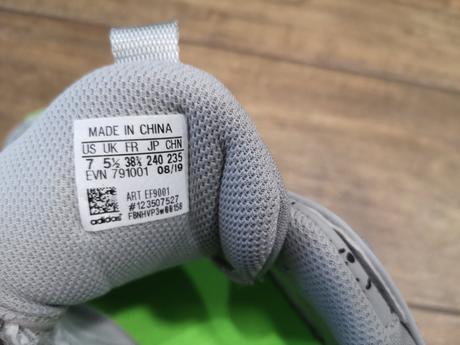 MADE IN CHINA
US UK FR JP CHN
7 5½ 38⅔ 240 235
EVN 791001 08/19
ART EF9001
#123507527
adidas